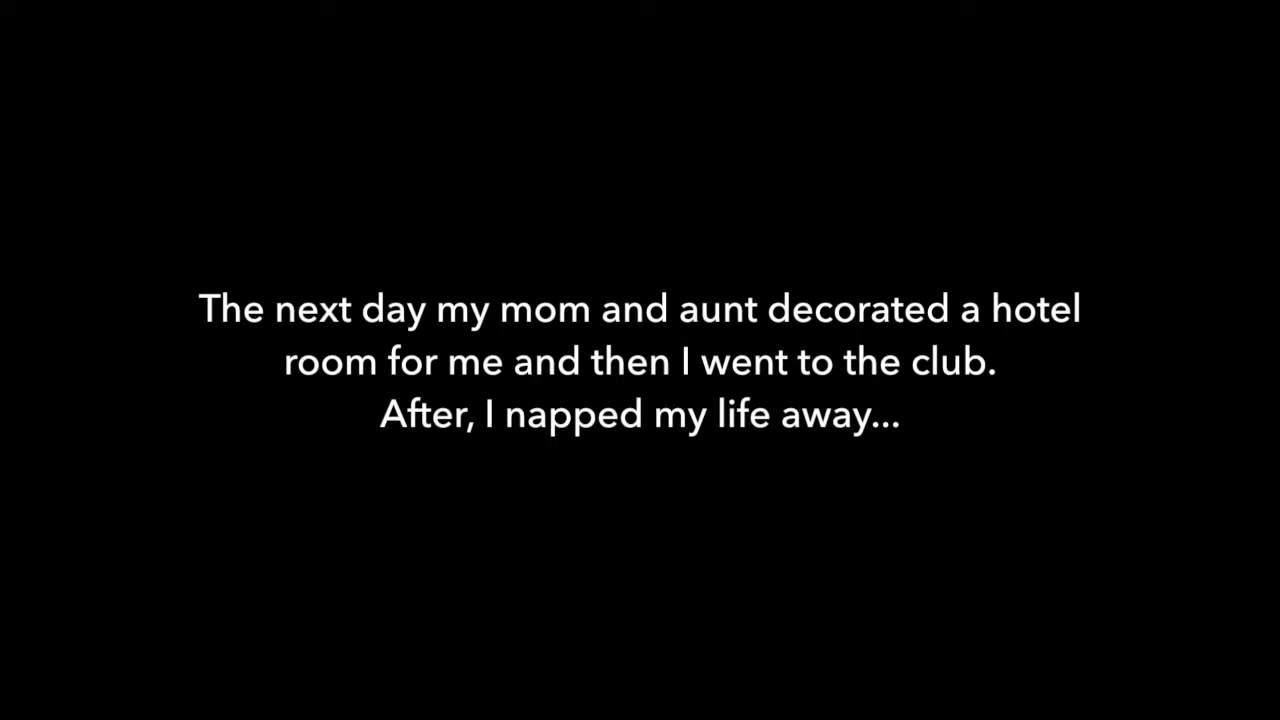 The next day my mom and aunt decorated a hotel
room for me and then I went to the club.
After, I napped my life away...